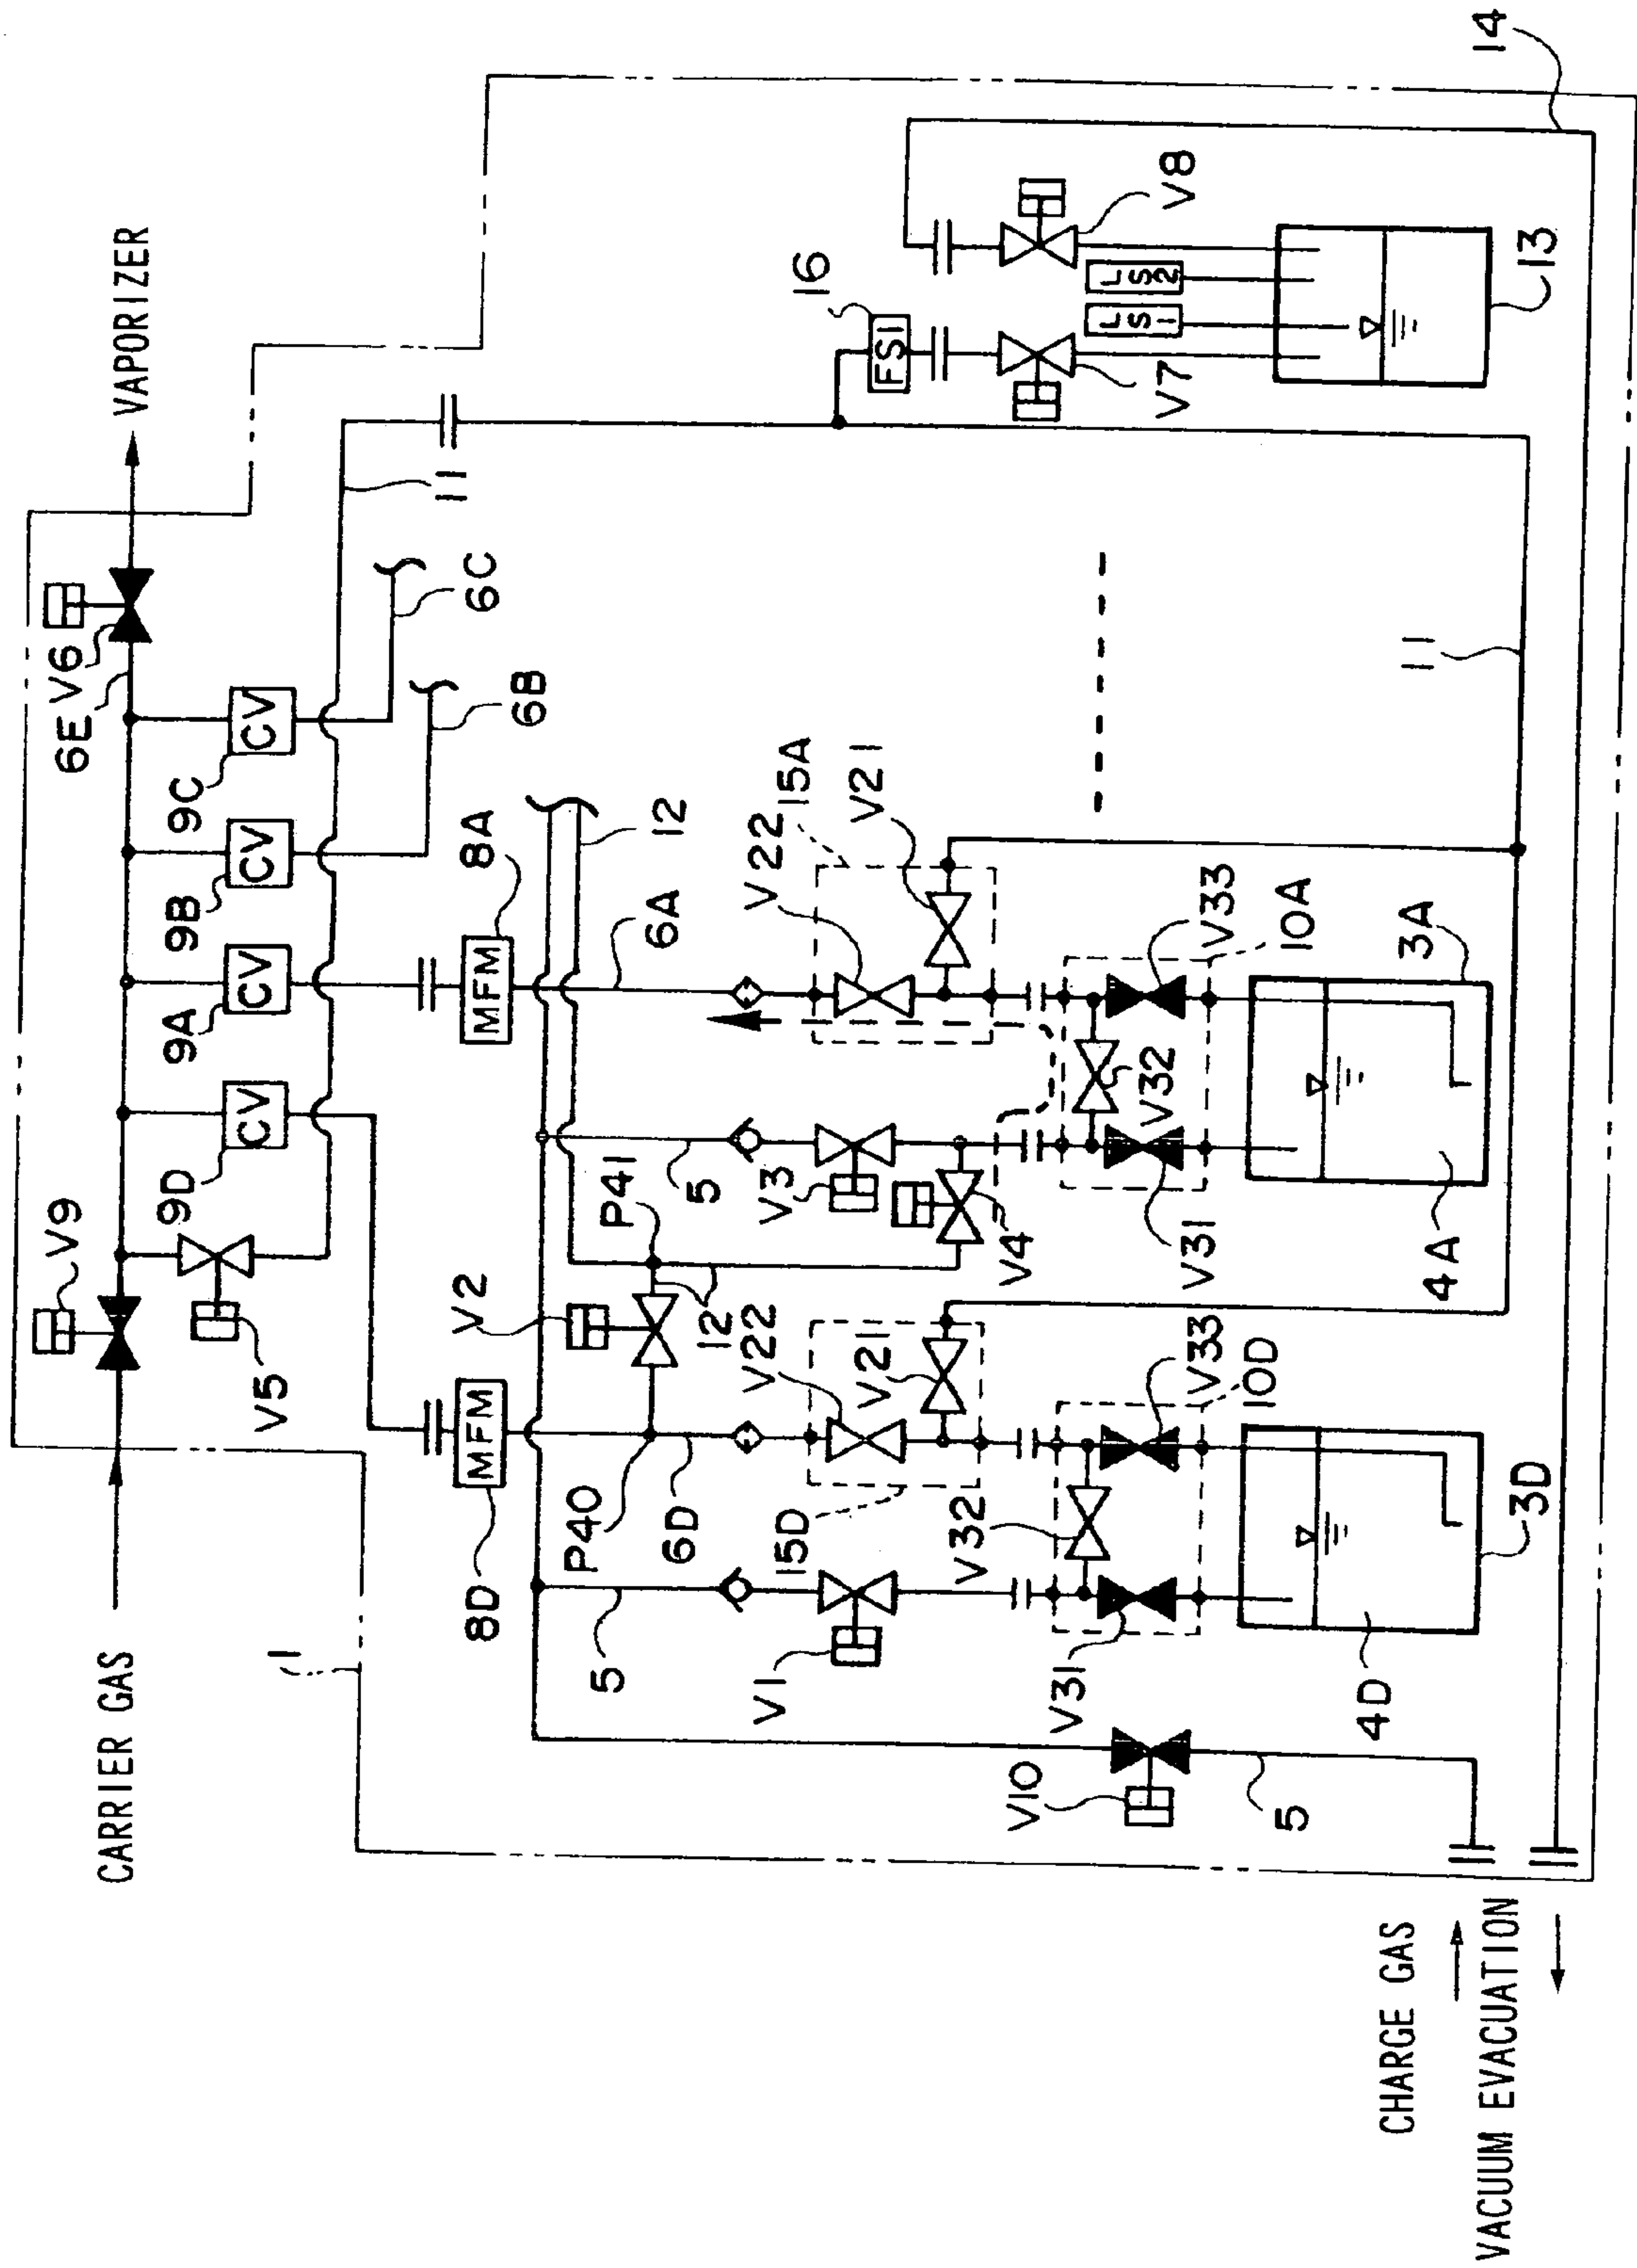 CARRIER GAS
VAPORIZER
V9
V6
6E
9D
9A
9B
9C
CV
CV
CV
CV
V5
6C
6B
11
1
8D
MFM
8A
MFM
P40
P41
V2
12
12
5
5
6D
6A
V1
V3
V4
15D
V22
V21
15A
V22
V21
16
FS1
V7
V8
LS1
LS2
13
14
V10
5
V31
V32
V33
10D
V31
V32
V33
10A
4D
3D
4A
3A
11
CHARGE GAS
VACUUM EVACUATION